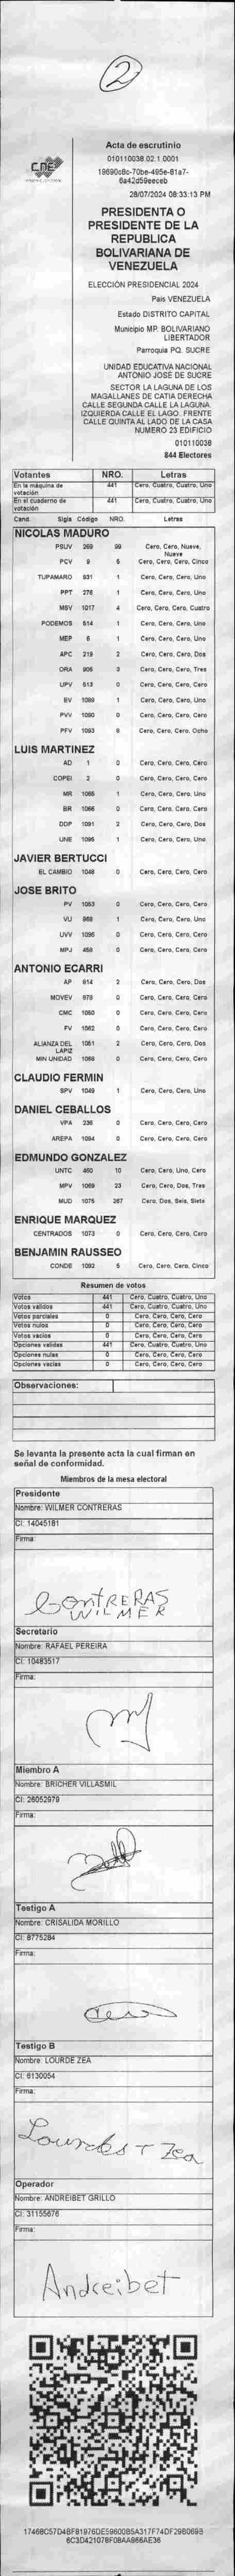 2
CNE
Acta de escrutinio
010110038.02.1.0001
28/07/2024 08:33:13 PM
PRESIDENTA O
PRESIDENTE DE LA
REPUBLICA
BOLIVARIANA DE
VENEZUELA
ELECCIÓN PRESIDENCIAL 2024
Pais VENEZUELA
Estado DISTRITO CAPITAL
Municipio MP. BOLIVARIANO
LIBERTADOR
Parroquia PQ. SUCRE
UNIDAD EDUCATIVA NACIONAL
ANTONIO JOSE DE SUCRE
SECTOR LA LAGUNA DE LOS
MAGALLANES DE CATIA DERECHA
CALLE SEGUNDA CALLE LA LAGUNA.
IZQUIERDA CALLE EL LAGO. FRENTE
CALLE QUINTA AL LADO DE LA CASA
NUMERO 23 EDIFICIO
010110038
844 Electores
Votantes NRO. Letras
En la máquina de votación 441 Cero, Cuatro, Cuatro, Uno
En el cuaderno de votación 441 Cero, Cuatro, Cuatro, Uno
Cand. Sigla Código NRO. Letras
NICOLAS MADURO
PSUV 269 99 Cero, Cero, Nueve, Nueve
PCV 9 5 Cero, Cero, Cero, Cinco
TUPAMARO 931 1 Cero, Cero, Cero, Uno
PPT 276 1 Cero, Cero, Cero, Uno
MSV 1017 4 Cero, Cero, Cero, Cuatro
PODEMOS 514 1 Cero, Cero, Cero, Uno
MEP 6 1 Cero, Cero, Cero, Uno
APC 219 2 Cero, Cero, Cero, Dos
ORA 905 3 Cero, Cero, Cero, Tres
UPV 513 0 Cero, Cero, Cero, Cero
EV 1089 1 Cero, Cero, Cero, Uno
PVV 1090 0 Cero, Cero, Cero, Cero
PFV 1093 8 Cero, Cero, Cero, Ocho
LUIS MARTINEZ
AD 1 0 Cero, Cero, Cero, Cero
COPEI 2 0 Cero, Cero, Cero, Cero
MR 1065 1 Cero, Cero, Cero, Uno
BR 1066 0 Cero, Cero, Cero, Cero
DDP 1091 2 Cero, Cero, Cero, Dos
UNE 1095 1 Cero, Cero, Cero, Uno
JAVIER BERTUCCI
EL CAMBIO 1048 0 Cero, Cero, Cero, Cero
JOSE BRITO
PV 1053 0 Cero, Cero, Cero, Cero
VU 968 1 Cero, Cero, Cero, Uno
UVV 1096 0 Cero, Cero, Cero, Cero
MPJ 458 0 Cero, Cero, Cero, Cero
ANTONIO ECARRI
AP 814 2 Cero, Cero, Cero, Dos
MOVEV 979 0 Cero, Cero, Cero, Cero
CMC 1050 0 Cero, Cero, Cero, Cero
FV 1062 0 Cero, Cero, Cero, Cero
ALIANZA DEL LAPIZ 1051 2 Cero, Cero, Cero, Dos
MIN UNIDAD 1068 0 Cero, Cero, Cero, Cero
CLAUDIO FERMIN
SPV 1049 1 Cero, Cero, Cero, Uno
DANIEL CEBALLOS
VPA 236 0 Cero, Cero, Cero, Cero
AREPA 1094 0 Cero, Cero, Cero, Cero
EDMUNDO GONZALEZ
UNTC 460 10 Cero, Cero, Uno, Cero
MPV 1069 23 Cero, Cero, Dos, Tres
MUD 1075 267 Cero, Dos, Seis, Siete
ENRIQUE MARQUEZ
CENTRADOS 1073 0 Cero, Cero, Cero, Cero
BENJAMIN RAUSSEO
CONDE 1092 5 Cero, Cero, Cero, Cinco
Resumen de votos
Votos 441 Cero, Cuatro, Cuatro, Uno
Votos validos 441 Cero, Cuatro, Cuatro, Uno
Votos parciales 0 Cero, Cero, Cero, Cero
Votos nulos 0 Cero, Cero, Cero, Cero
Votos vacios 0 Cero, Cero, Cero, Cero
Opciones validas 441 Cero, Cuatro, Cuatro, Uno
Opciones nulas 0 Cero, Cero, Cero, Cero
Opciones vacias 0 Cero, Cero, Cero, Cero
Observaciones:
Se levanta la presente acta la cual firman en
señal de conformidad.
Miembros de la mesa electoral
Presidente
Nombre: WILMER CONTRERAS
CI: 14045181
Firma:
CONTRERAS
WILMER
Secretario
Nombre: RAFAEL PEREIRA
CI: 10483517
Firma:
Miembro A
Nombre: BRICHER VILLASMIL
CI: 26052979
Firma:
Testigo A
Nombre: CRISALIDA MORILLO
CI: 8775284
Firma:
Testigo B
Nombre: LOURDE ZEA
CI: 6130054
Firma:
Lourdes T Zea
Operador
Nombre: ANDREIBET GRILLO
CI: 31155676
Firma:
Andreibet